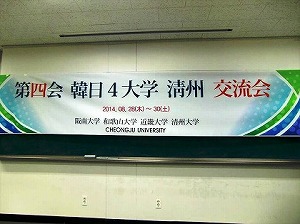 第四会 韓日4大学 清州 交流会
2014. 08. 28(木) ～ 30(土)
阪南大学 和歌山大学 近畿大学 清州大学
CHEONGJU UNIVERSITY